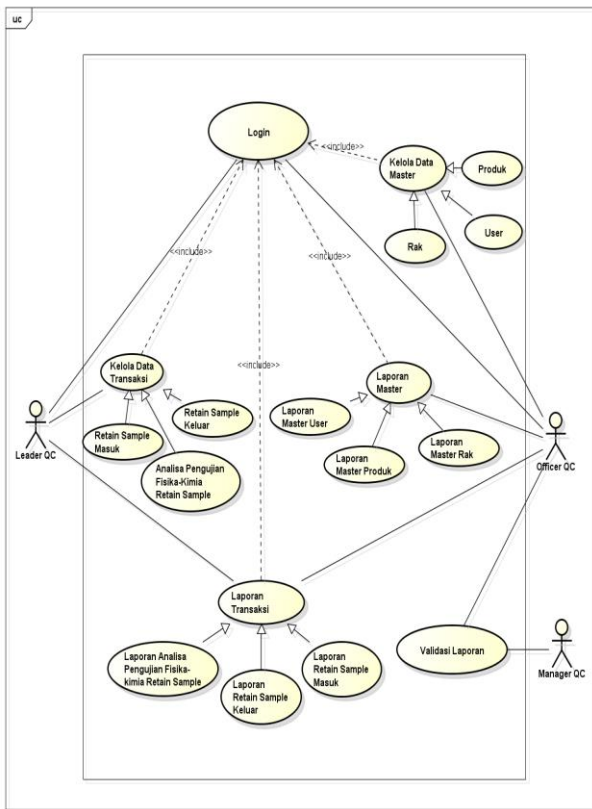 uc
Login
<<include>>
Kelola Data
Master
Produk
User
Rak
<<include>>
<<include>>
<<include>>
Kelola Data
Transaksi
Retain Sample
Keluar
Retain Sample
Masuk
Analisa Pengujian
Fisika-Kimia
Retain Sample
Leader QC
Laporan
Master
Laporan
Master User
Laporan
Master Produk
Laporan
Master Rak
Officer QC
Laporan
Transaksi
Laporan Analisa
Pengujian Fisika-
kimia Retain Sample
Laporan
Retain Sample
Keluar
Laporan
Retain Sample
Masuk
Validasi Laporan
Manager QC